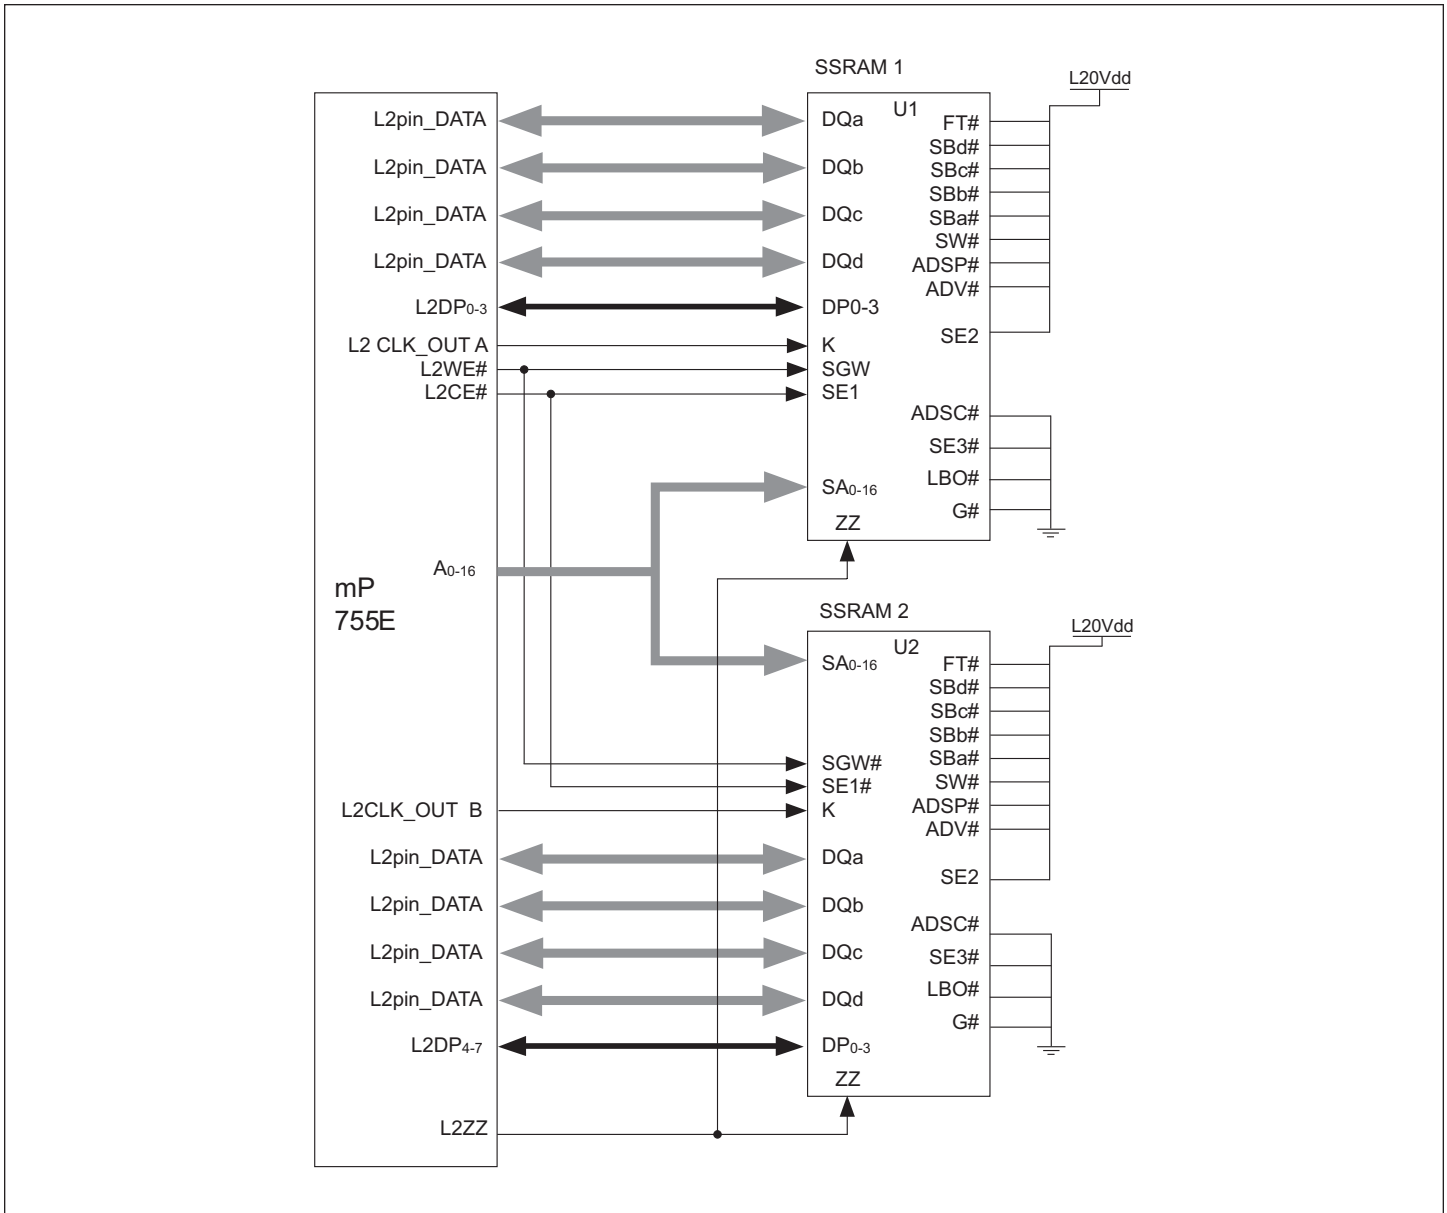 SSRAM 1
L20Vdd
U1
L2pin_DATA
L2pin_DATA
L2pin_DATA
L2pin_DATA
L2DP0-3
L2 CLK_OUT A
L2WE#
L2CE#
A0-16
mP
755E
L2CLK_OUT B
L2pin_DATA
L2pin_DATA
L2pin_DATA
L2pin_DATA
L2DP4-7
L2ZZ
DQa
DQb
DQc
DQd
DP0-3
K
SGW
SE1
SA0-16
ZZ
FT#
SBd#
SBc#
SBb#
SBa#
SW#
ADSP#
ADV#
SE2
ADSC#
SE3#
LBO#
G#
SSRAM 2
L20Vdd
U2
SA0-16
SGW#
SE1#
K
DQa
DQb
DQc
DQd
DP0-3
ZZ
FT#
SBd#
SBc#
SBb#
SBa#
SW#
ADSP#
ADV#
SE2
ADSC#
SE3#
LBO#
G#